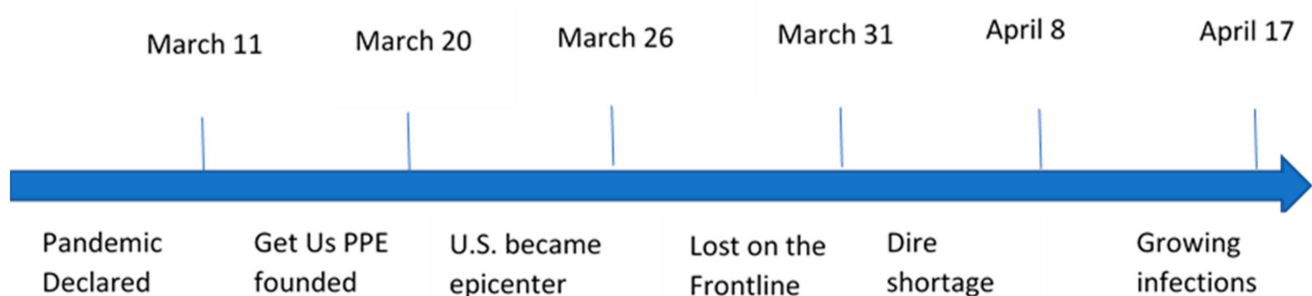 March 11
March 20
March 26
March 31
April 8
April 17
Pandemic
Declared
Get Us PPE
founded
U.S. became
epicenter
Lost on the
Frontline
Dire
shortage
Growing
infections